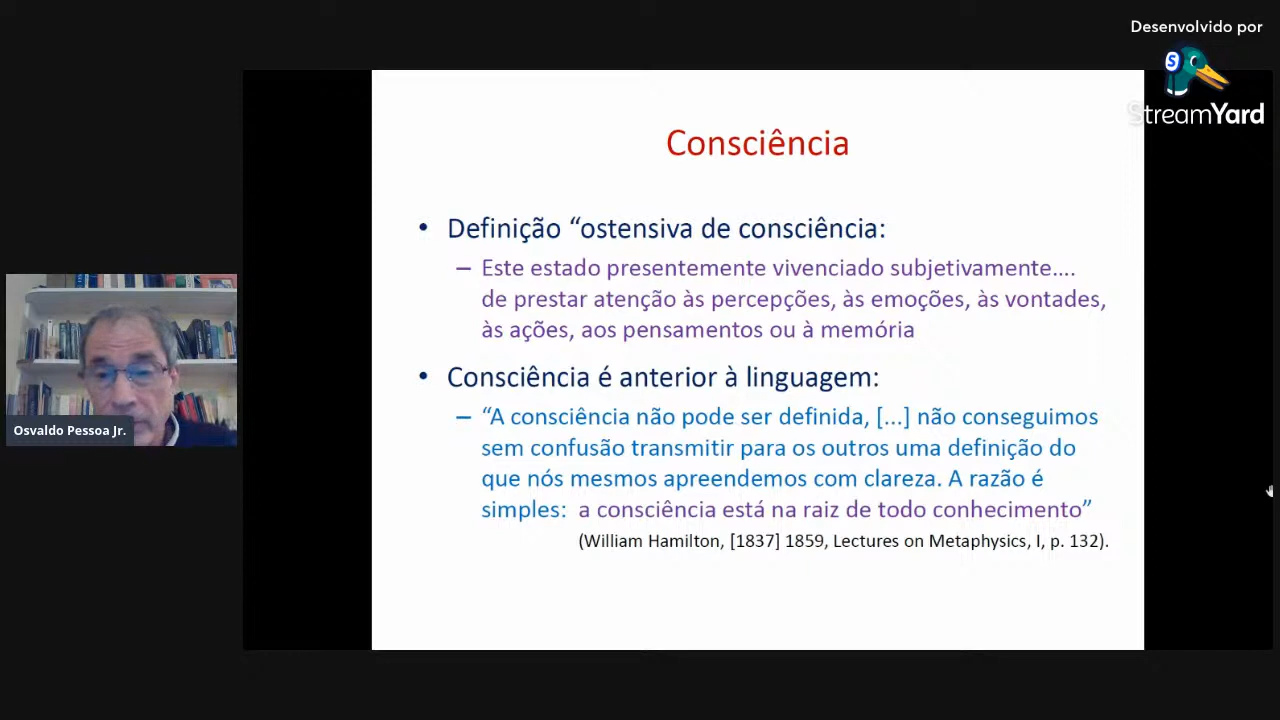 Desenvolvido por
StreamYard
Consciência
• Definição “ostensiva de consciência:
– Este estado presentemente vivenciado subjetivamente….
de prestar atenção às percepções, às emoções, às vontades,
às ações, aos pensamentos ou à memória
• Consciência é anterior à linguagem:
– “A consciência não pode ser definida, [...] não conseguimos
sem confusão transmitir para os outros uma definição do
que nós mesmos apreendemos com clareza. A razão é
simples: a consciência está na raiz de todo conhecimento”
(William Hamilton, [1837] 1859, Lectures on Metaphysics, I, p. 132).
Osvaldo Pessoa Jr.